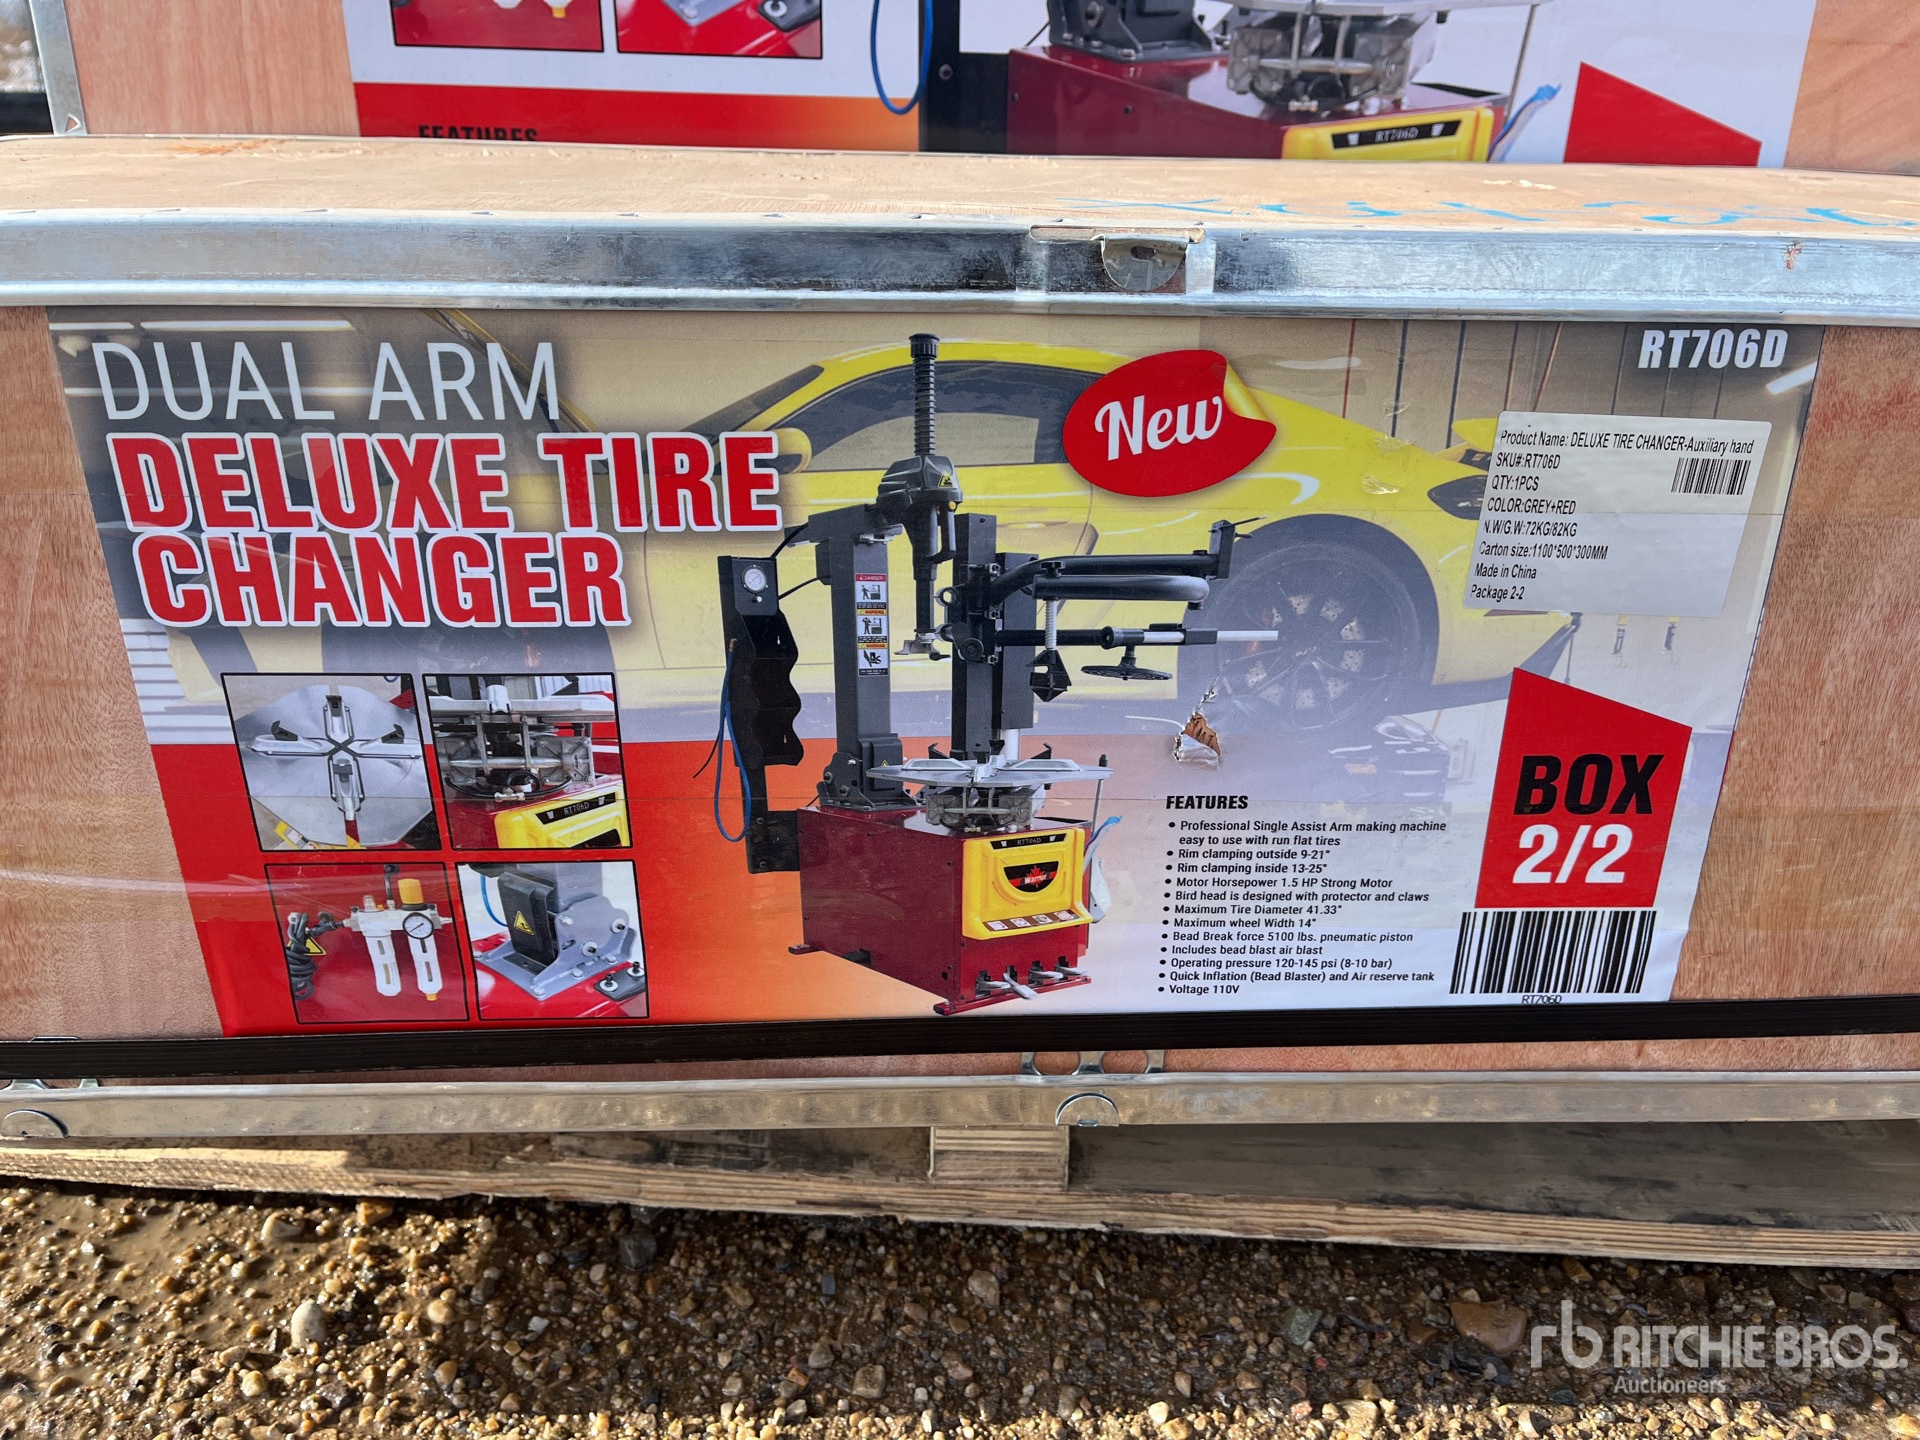 FEATURES
RT706D
DUAL ARM
DELUXE TIRE
CHANGER
New
RT706D
Product Name: DELUXE TIRE CHANGER-Auxiliary hand
SKU#:RT706D
QTY:1PCS
COLOR:GREY+RED
N.W/G.W:72KG/82KG
Carton size:1100*500*300MM
Made in China
Package 2-2
DANGER
WARNING
WARNING
RT706D
RT706D
Warrior
FEATURES
• Professional Single Assist Arm making machine
easy to use with run flat tires
• Rim clamping outside 9-21"
• Rim clamping inside 13-25"
• Motor Horsepower 1.5 HP Strong Motor
• Bird head is designed with protector and claws
• Maximum Tire Diameter 41.33"
• Maximum wheel Width 14"
• Bead Break force 5100 lbs. pneumatic piston
• Includes bead blast air blast
• Operating pressure 120-145 psi (8-10 bar)
• Quick Inflation (Bead Blaster) and Air reserve tank
• Voltage 110V
BOX
2/2
RT706D
rb RITCHIE BROS.
Auctioneers